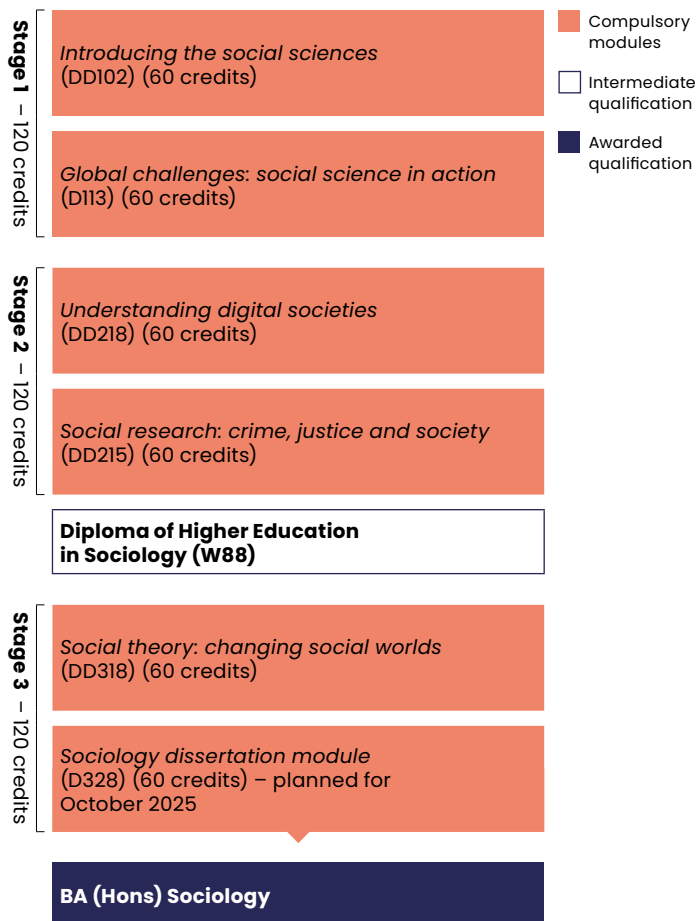 Stage 1 – 120 credits
Introducing the social sciences
(DD102) (60 credits)
Global challenges: social science in action
(D113) (60 credits)
Compulsory
modules
Intermediate
qualification
Awarded
qualification
Stage 2 – 120 credits
Understanding digital societies
(DD218) (60 credits)
Social research: crime, justice and society
(DD215) (60 credits)
Diploma of Higher Education
in Sociology (W88)
Stage 3 – 120 credits
Social theory: changing social worlds
(DD318) (60 credits)
Sociology dissertation module
(D328) (60 credits) – planned for
October 2025
BA (Hons) Sociology